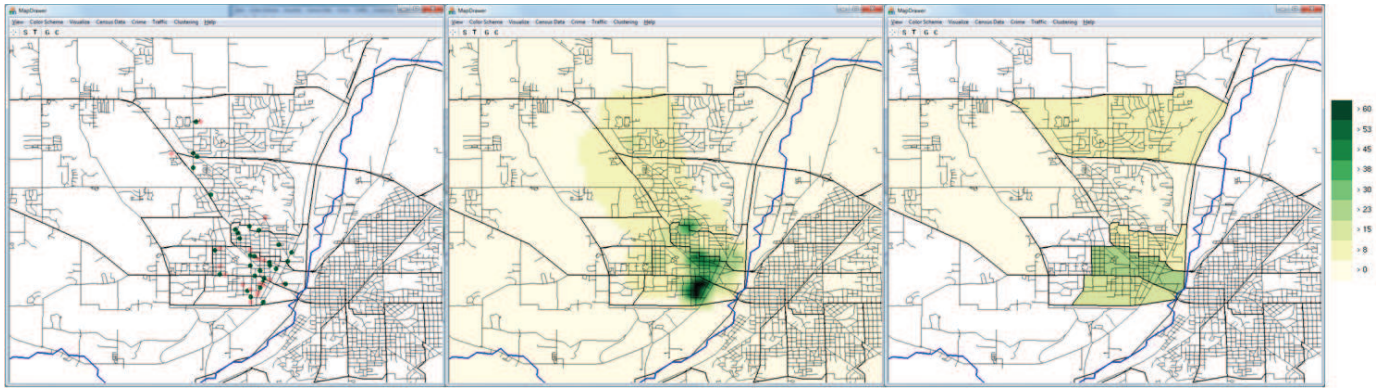 MapDrawer
View Color Scheme Visualize Census Data Crime Traffic Clustering Help
S T G C
MapDrawer
View Color Scheme Visualize Census Data Crime Traffic Clustering Help
S T G C
MapDrawer
View Color Scheme Visualize Census Data Crime Traffic Clustering Help
S T G C
> 60
> 53
> 45
> 38
> 30
> 23
> 15
> 8
> 0